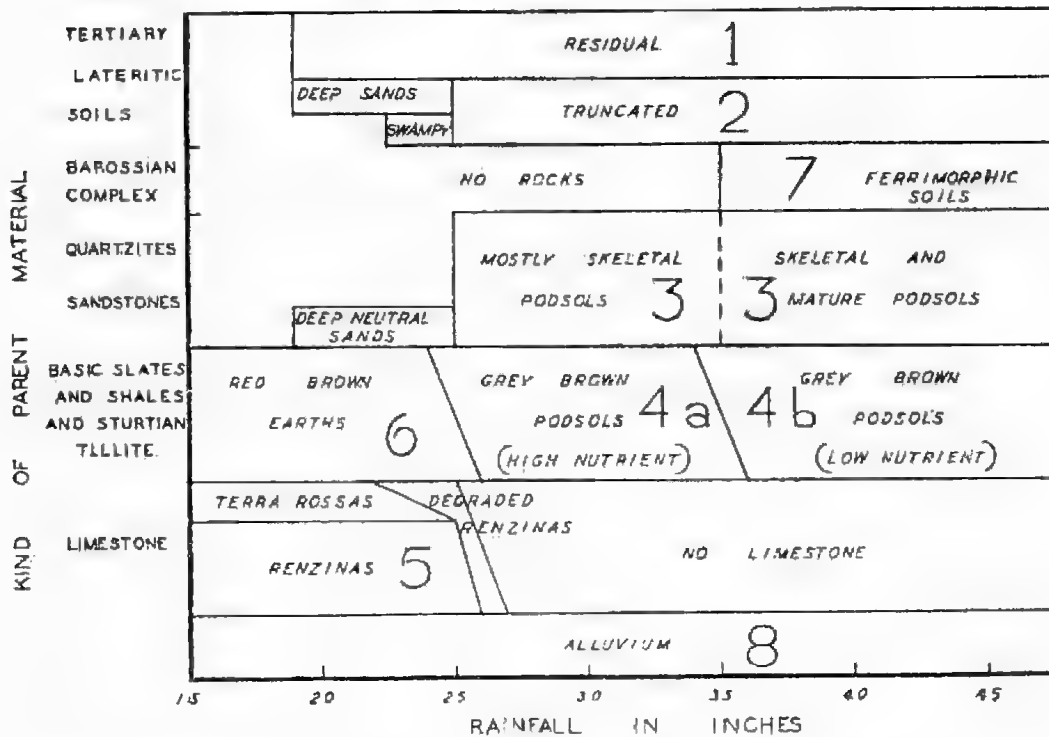 TERTIARY
LATERITIC
SOILS
BAROSSIAN
COMPLEX
QUARTZITES
SANDSTONES
BASIC SLATES
AND SHALES
AND STURTIAN
TLLLITE.
LIMESTONE
KIND OF PARENT MATERIAL
RESIDUAL 1
DEEP SANDS
SWAMPY
TRUNCATED 2
NO ROCKS
7 FERRIMORPHIC
SOILS
MOSTLY SKELETAL
PODSOLS 3
SKELETAL AND
3 MATURE PODSOLS
DEEP NEUTRAL
SANDS
RED BROWN
EARTHS 6
GREY BROWN
PODSOLS 4a
(HIGH NUTRIENT)
4b GREY BROWN
PODSOLS
(LOW NUTRIENT)
TERRA ROSSAS
DEGRADED
RENZINAS
RENZINAS 5
NO LIMESTONE
ALLUVIUM 8
15 20 25 30 35 40 45
RAINFALL IN INCHES